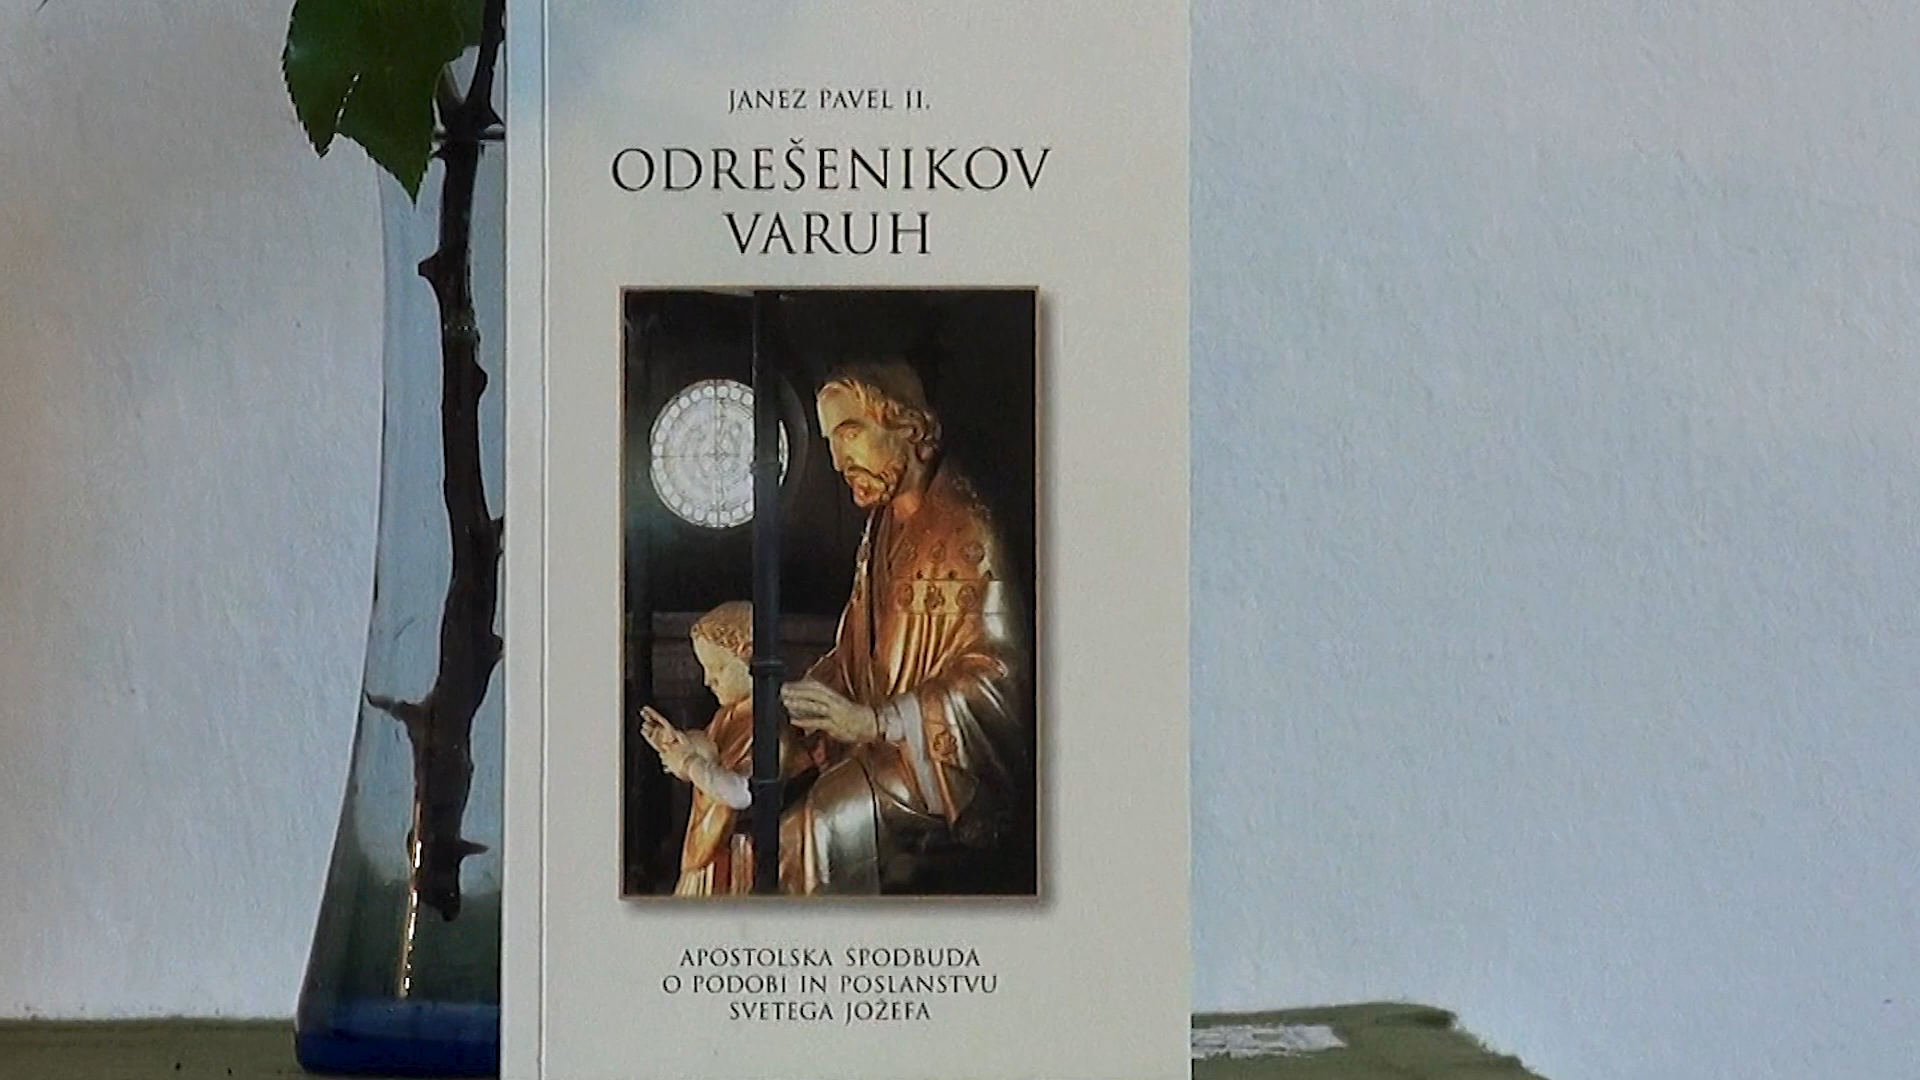 JANEZ PAVEL II.
ODREŠENIKOV
VARUH
APOSTOLSKA SPODBUDA
O PODOBI IN POSLANSTVU
SVETEGA JOŽEFA